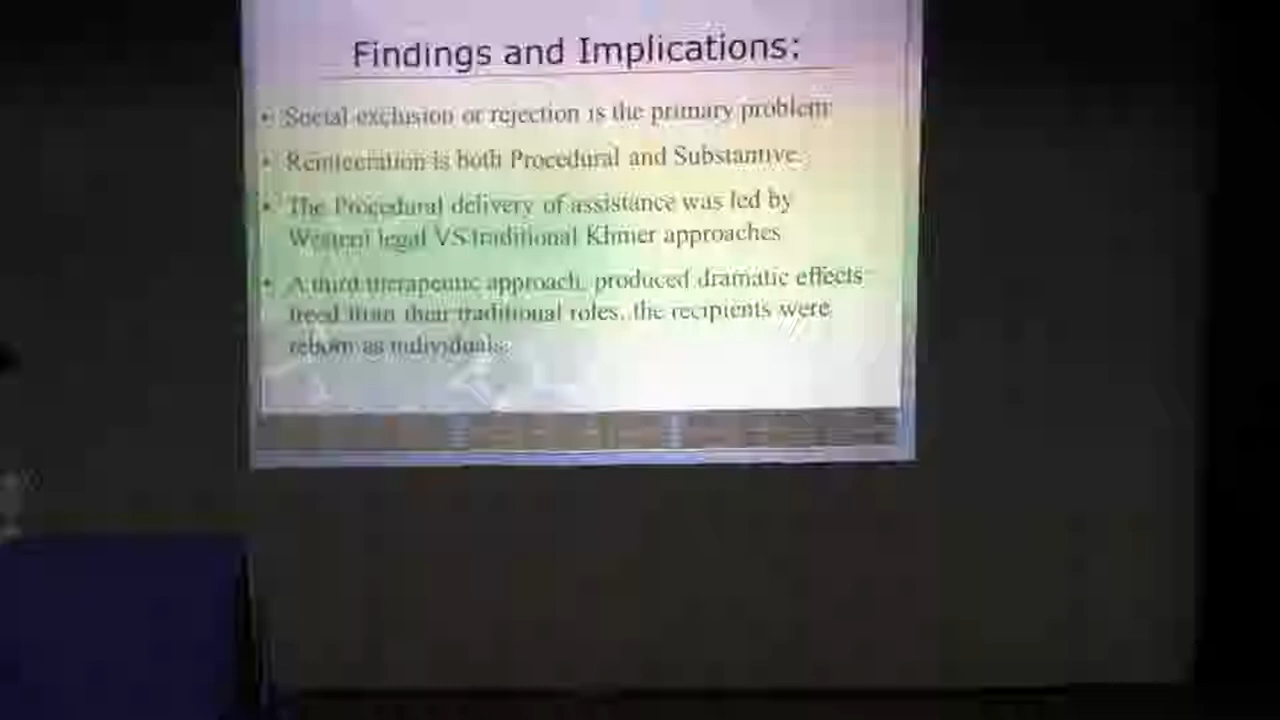 Findings and Implications:
• Social exclusion or rejection is the primary problem
• Reintegration is both Procedural and Substantive.
• The Procedural delivery of assistance was led by
Western legal VS traditional Khmer approaches
• A third therapeutic approach, produced dramatic effects
freed from their traditional roles, the recipients were
reborn as individuals.